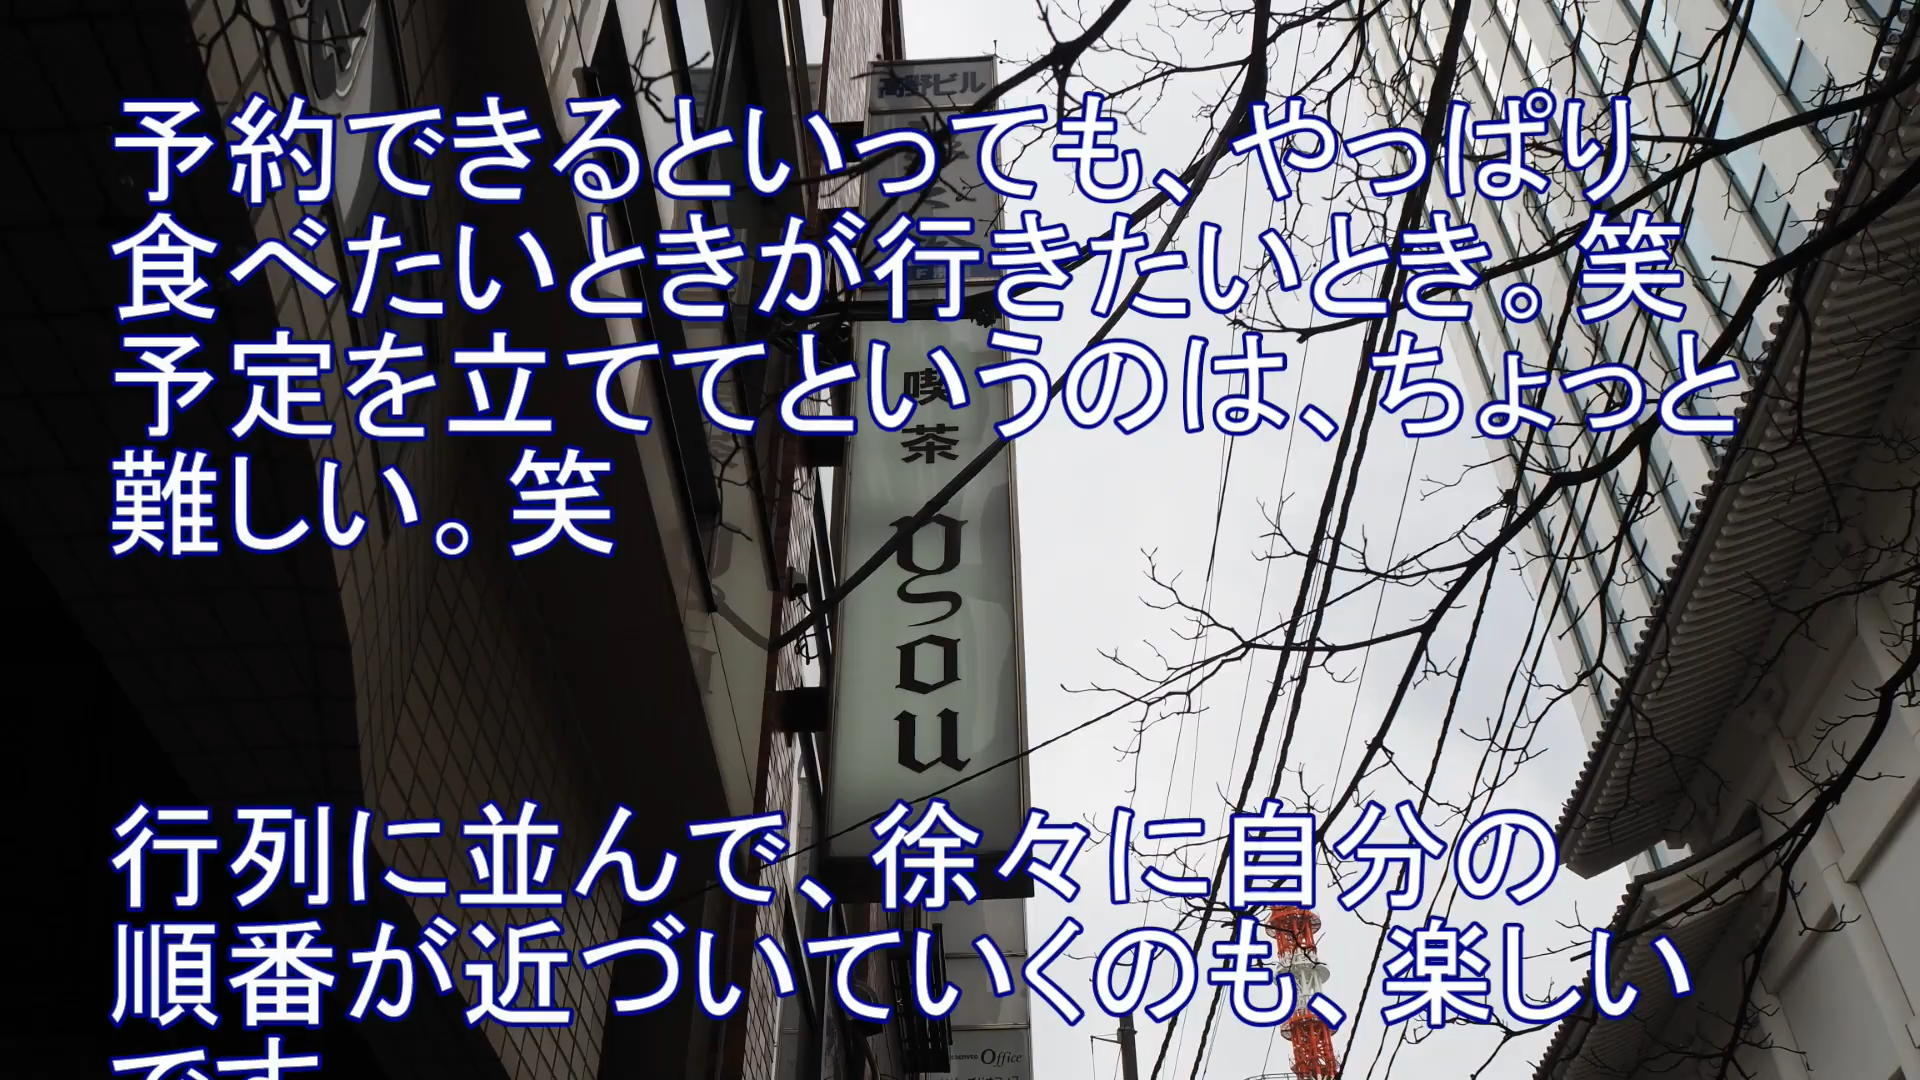 高野ビル
予約できるといっても、やっぱり
食べたいときが行きたいとき。笑
予定を立ててというのは、ちょっと
難しい。笑
喫茶
gsou
行列に並んで、徐々に自分の
順番が近づいていくのも、楽しい
です
Office